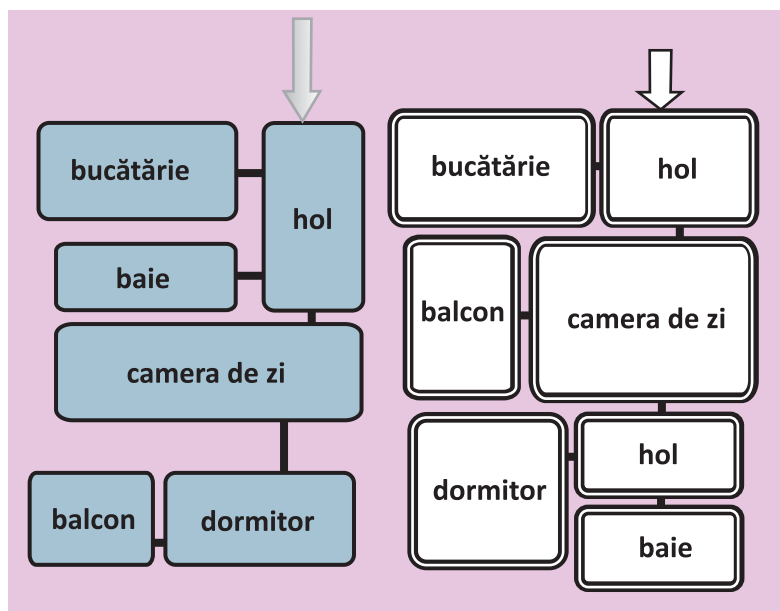 bucătărie
hol
baie
camera de zi
balcon
dormitor
bucătărie
hol
balcon
camera de zi
dormitor
hol
baie